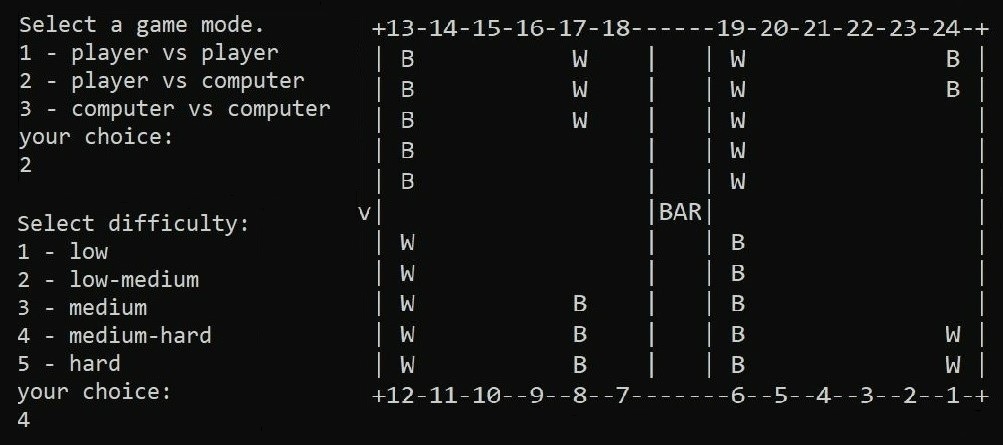 Select a game mode.
1 - player vs player
2 - player vs computer
3 - computer vs computer
your choice:
2
Select difficulty:
1 - low
2 - low-medium
3 - medium
4 - medium-hard
5 - hard
your choice:
4
+13-14-15-16-17-18------19-20-21-22-23-24-+
| B           W    |   | W              B |
| B           W    |   | W              B |
| B           W    |   | W                |
| B                |   | W                |
| B                |   | W                |
v|                  |BAR|                  |
| W                |   | B                |
| W                |   | B                |
| W           B    |   | B                |
| W           B    |   | B              W |
| W           B    |   | B              W |
+12-11-10--9--8--7-------6--5--4--3--2--1-+